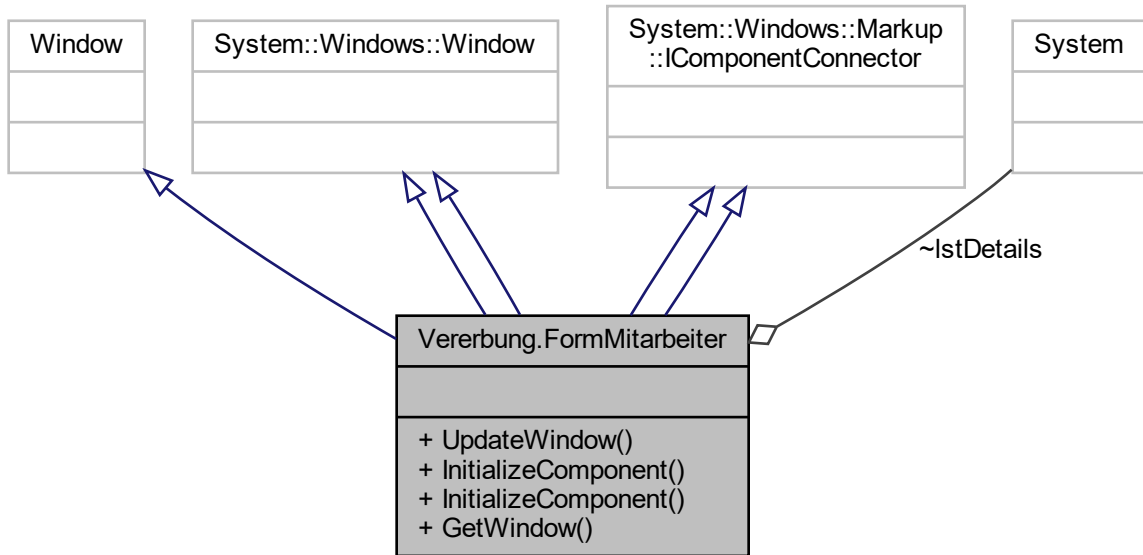 Window
System::Windows::Window
System::Windows::Markup
::IComponentConnector
System
~lstDetails
Vererbung.FormMitarbeiter
+ UpdateWindow()
+ InitializeComponent()
+ InitializeComponent()
+ GetWindow()